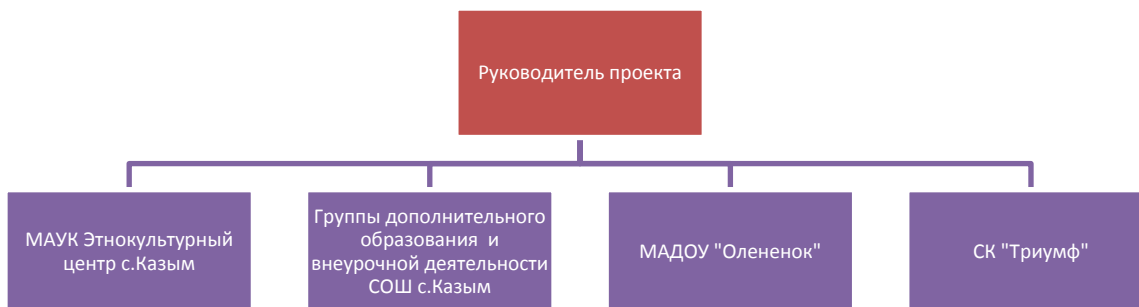 Руководитель проекта
МАУК Этнокультурный
центр с.Казым
Группы дополнительного
образования и
внеурочной деятельности
СОШ с.Казым
МАДОУ "Олененок"
СК "Триумф"